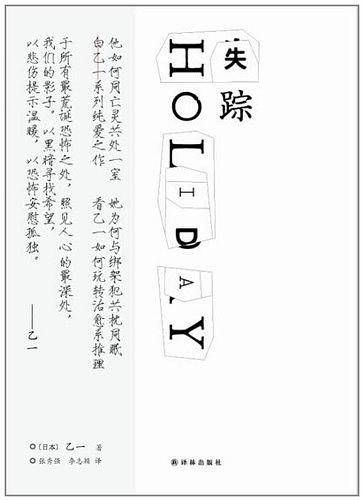 失踪
HOLIDAY
他如何同亡灵共处一室 她为何与绑架犯共枕同眠
白乙一系列纯爱之作 看乙一如何玩转治愈系推理
于所有最荒诞恐怖之处，照见人心的最深处，
我们的影子。以黑暗寻找希望，
以悲伤提示温暖，以恐怖安慰孤独。
——乙一
〔日本〕 乙一 著
张秀强 李志颖 译
译林出版社